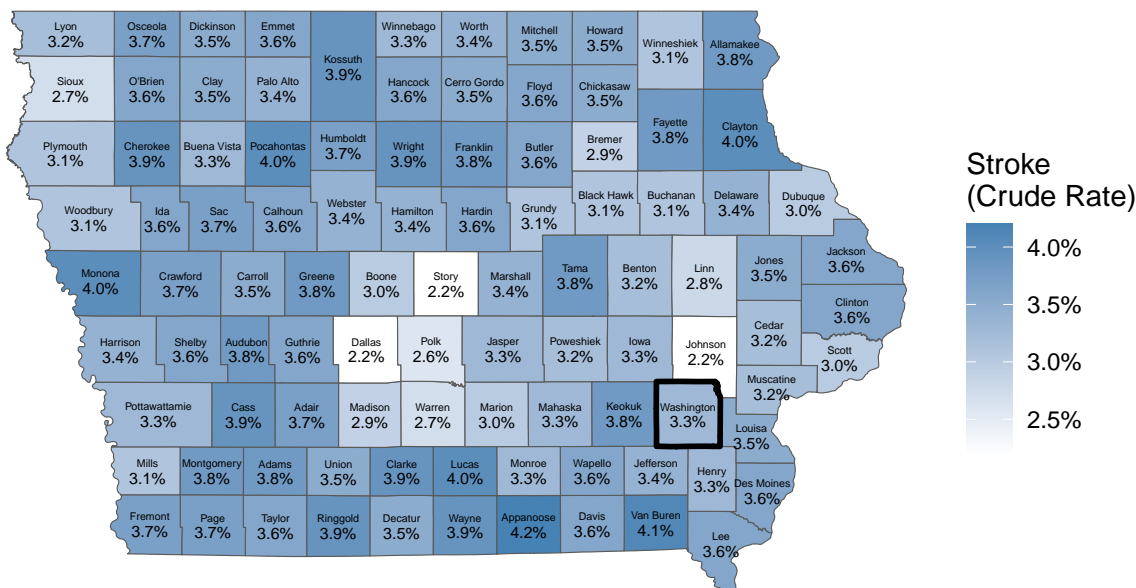 Lyon
3.2%
Osceola
3.7%
Dickinson
3.5%
Emmet
3.6%
Kossuth
3.9%
Winnebago
3.3%
Worth
3.4%
Mitchell
3.5%
Howard
3.5%
Winneshiek
3.1%
Allamakee
3.8%
Sioux
2.7%
O'Brien
3.6%
Clay
3.5%
Palo Alto
3.4%
Hancock
3.6%
Cerro Gordo
3.5%
Floyd
3.6%
Chickasaw
3.5%
Plymouth
3.1%
Cherokee
3.9%
Buena Vista
3.3%
Pocahontas
4.0%
Humboldt
3.7%
Wright
3.9%
Franklin
3.8%
Butler
3.6%
Bremer
2.9%
Fayette
3.8%
Clayton
4.0%
Woodbury
3.1%
Ida
3.6%
Sac
3.7%
Calhoun
3.6%
Webster
3.4%
Hamilton
3.4%
Hardin
3.6%
Grundy
3.1%
Black Hawk
3.1%
Buchanan
3.1%
Delaware
3.4%
Dubuque
3.0%
Monona
4.0%
Crawford
3.7%
Carroll
3.5%
Greene
3.8%
Boone
3.0%
Story
2.2%
Marshall
3.4%
Tama
3.8%
Benton
3.2%
Linn
2.8%
Jones
3.5%
Jackson
3.6%
Clinton
3.6%
Harrison
3.4%
Shelby
3.6%
Audubon
3.8%
Guthrie
3.6%
Dallas
2.2%
Polk
2.6%
Jasper
3.3%
Poweshiek
3.2%
Iowa
3.3%
Johnson
2.2%
Cedar
3.2%
Scott
3.0%
Muscatine
3.2%
Pottawattamie
3.3%
Cass
3.9%
Adair
3.7%
Madison
2.9%
Warren
2.7%
Marion
3.0%
Mahaska
3.3%
Keokuk
3.8%
Washington
3.3%
Louisa
3.5%
Mills
3.1%
Montgomery
3.8%
Adams
3.8%
Union
3.5%
Clarke
3.9%
Lucas
4.0%
Monroe
3.3%
Wapello
3.6%
Jefferson
3.4%
Henry
3.3%
Des Moines
3.6%
Fremont
3.7%
Page
3.7%
Taylor
3.6%
Ringgold
3.9%
Decatur
3.5%
Wayne
3.9%
Appanoose
4.2%
Davis
3.6%
Van Buren
4.1%
Lee
3.6%
Stroke
(Crude Rate)
4.0%
3.5%
3.0%
2.5%